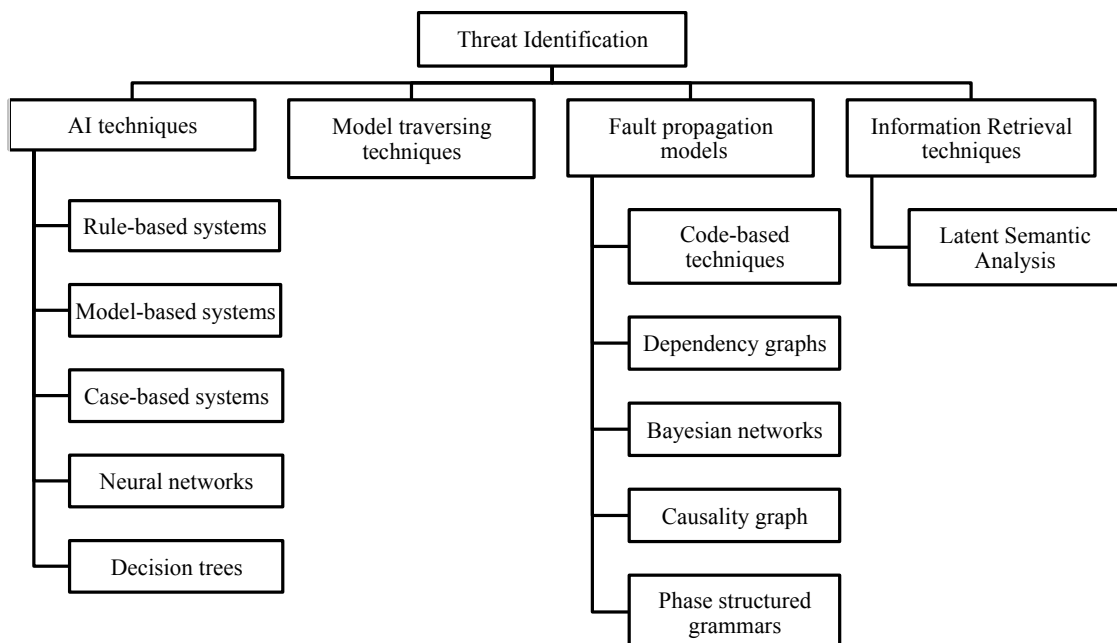 Threat Identification
AI techniques
Model traversing
techniques
Fault propagation
models
Information Retrieval
techniques
Rule-based systems
Model-based systems
Case-based systems
Neural networks
Decision trees
Code-based
techniques
Dependency graphs
Bayesian networks
Causality graph
Phase structured
grammars
Latent Semantic
Analysis